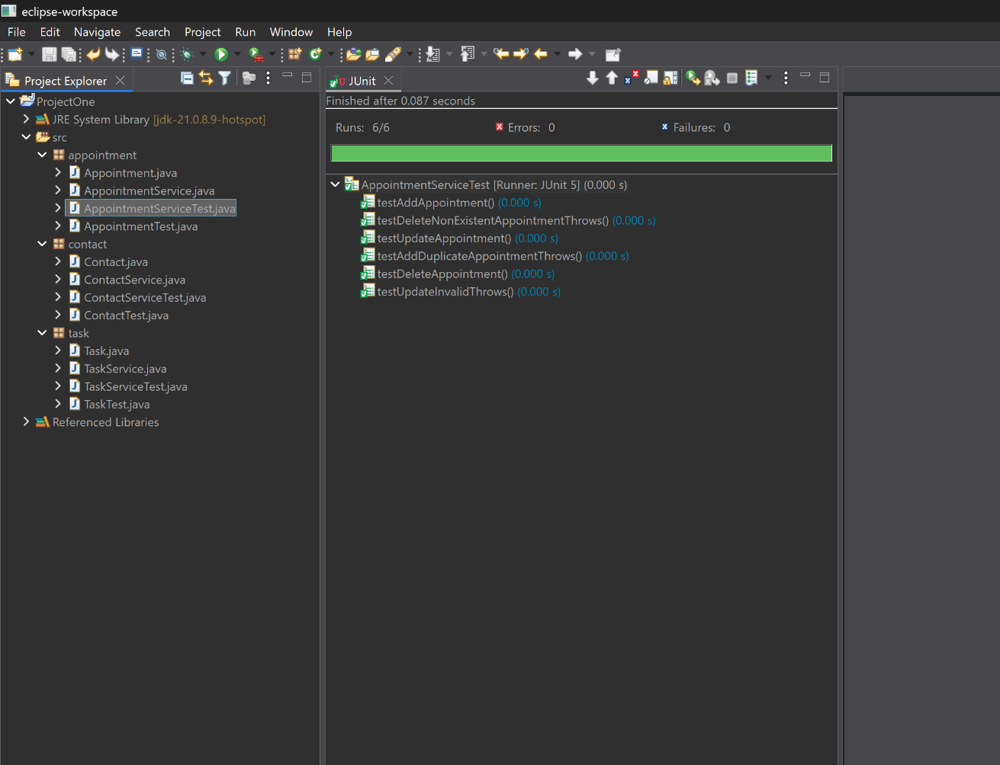 eclipse-workspace
File Edit Navigate Search Project Run Window Help
Project Explorer
ProjectOne
JRE System Library [jdk-21.0.8.9-hotspot]
src
appointment
Appointment.java
AppointmentService.java
AppointmentServiceTest.java
AppointmentTest.java
contact
Contact.java
ContactService.java
ContactServiceTest.java
ContactTest.java
task
Task.java
TaskService.java
TaskServiceTest.java
TaskTest.java
Referenced Libraries
JUnit
Finished after 0.087 seconds
Runs: 6/6 Errors: 0 Failures: 0
AppointmentServiceTest [Runner: JUnit 5] (0.000 s)
testAddAppointment() (0.000 s)
testDeleteNonExistentAppointmentThrows() (0.000 s)
testUpdateAppointment() (0.000 s)
testAddDuplicateAppointmentThrows() (0.000 s)
testDeleteAppointment() (0.000 s)
testUpdateInvalidThrows() (0.000 s)